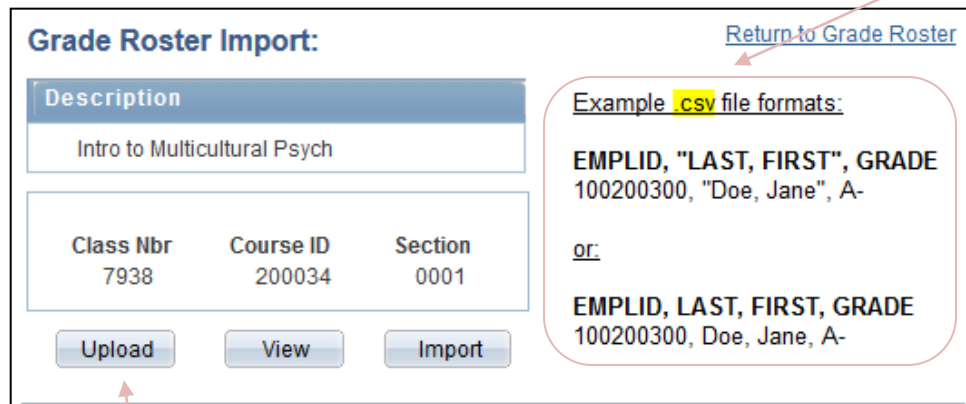 Grade Roster Import:
Return to Grade Roster
Description
Intro to Multicultural Psych
Class Nbr Course ID Section
7938 200034 0001
Upload View Import
Example .csv file formats:
EMPLID, "LAST, FIRST", GRADE
100200300, "Doe, Jane", A-
or:
EMPLID, LAST, FIRST, GRADE
100200300, Doe, Jane, A-